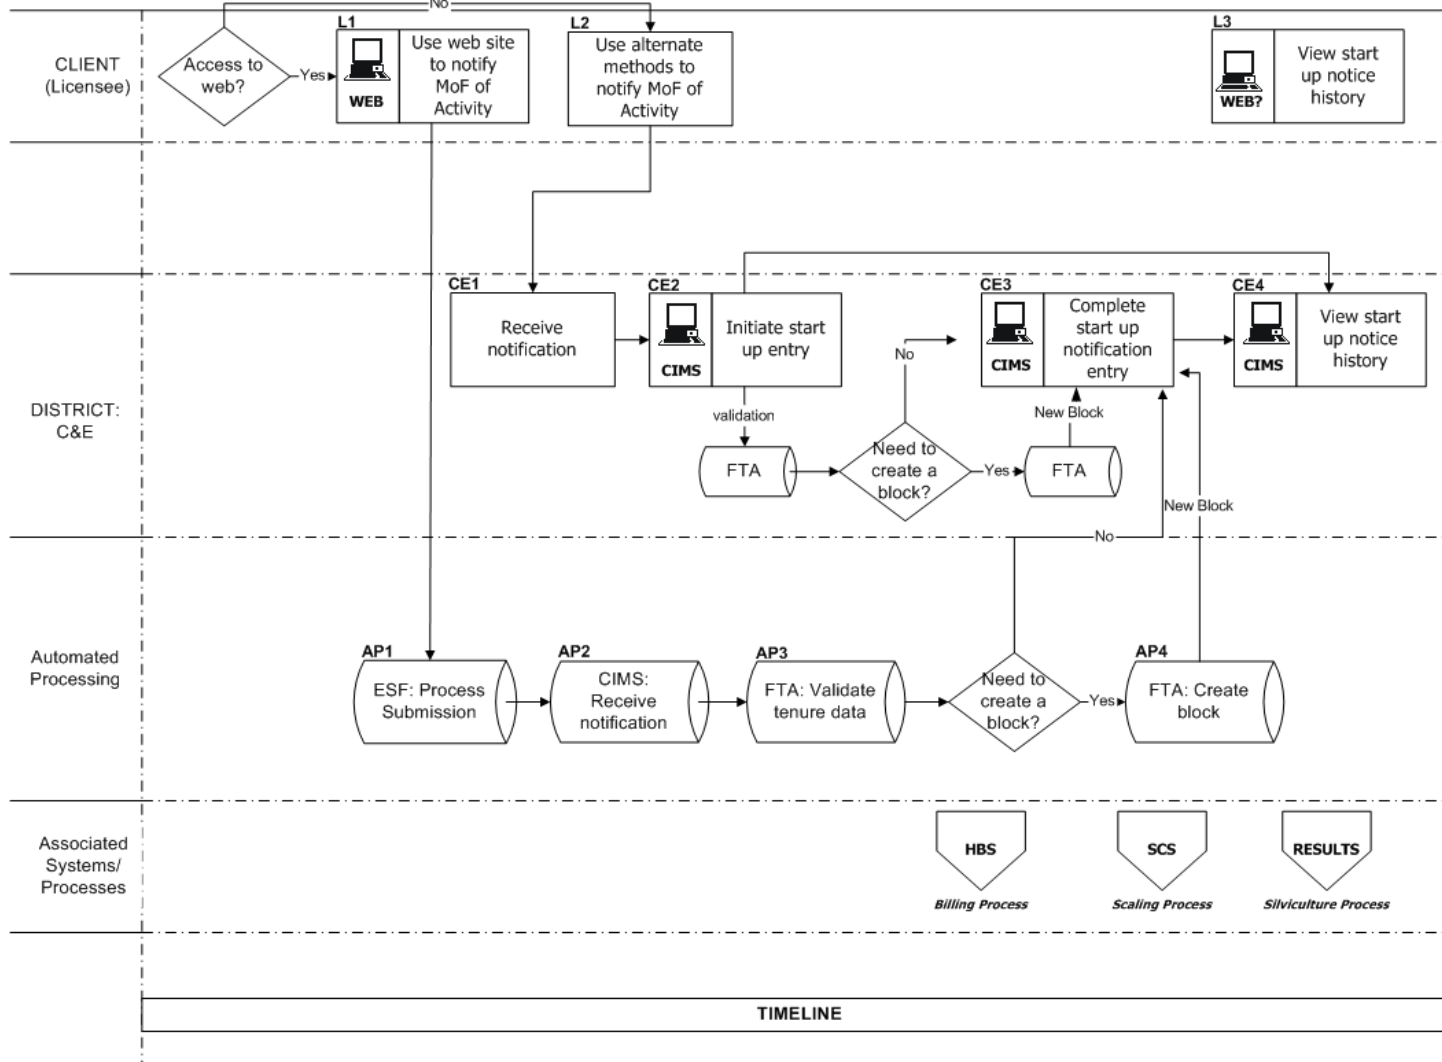 No
L1
L2
L3
CLIENT
(Licensee)
Access to
web?
Yes
WEB
Use web site
to notify
MoF of
Activity
Use alternate
methods to
notify MoF of
Activity
WEB?
View start
up notice
history
CE1
CE2
CE3
CE4
Receive
notification
CIMS
Initiate start
up entry
No
CIMS
Complete
start up
notification
entry
CIMS
View start
up notice
history
DISTRICT:
C&E
validation
New Block
FTA
Need to
create a
block?
Yes
FTA
New Block
No
Automated
Processing
AP1
AP2
AP3
AP4
ESF: Process
Submission
CIMS:
Receive
notification
FTA: Validate
tenure data
Need to
create a
block?
Yes
FTA: Create
block
Associated
Systems/
Processes
HBS
SCS
RESULTS
Billing Process
Scaling Process
Silviculture Process
TIMELINE